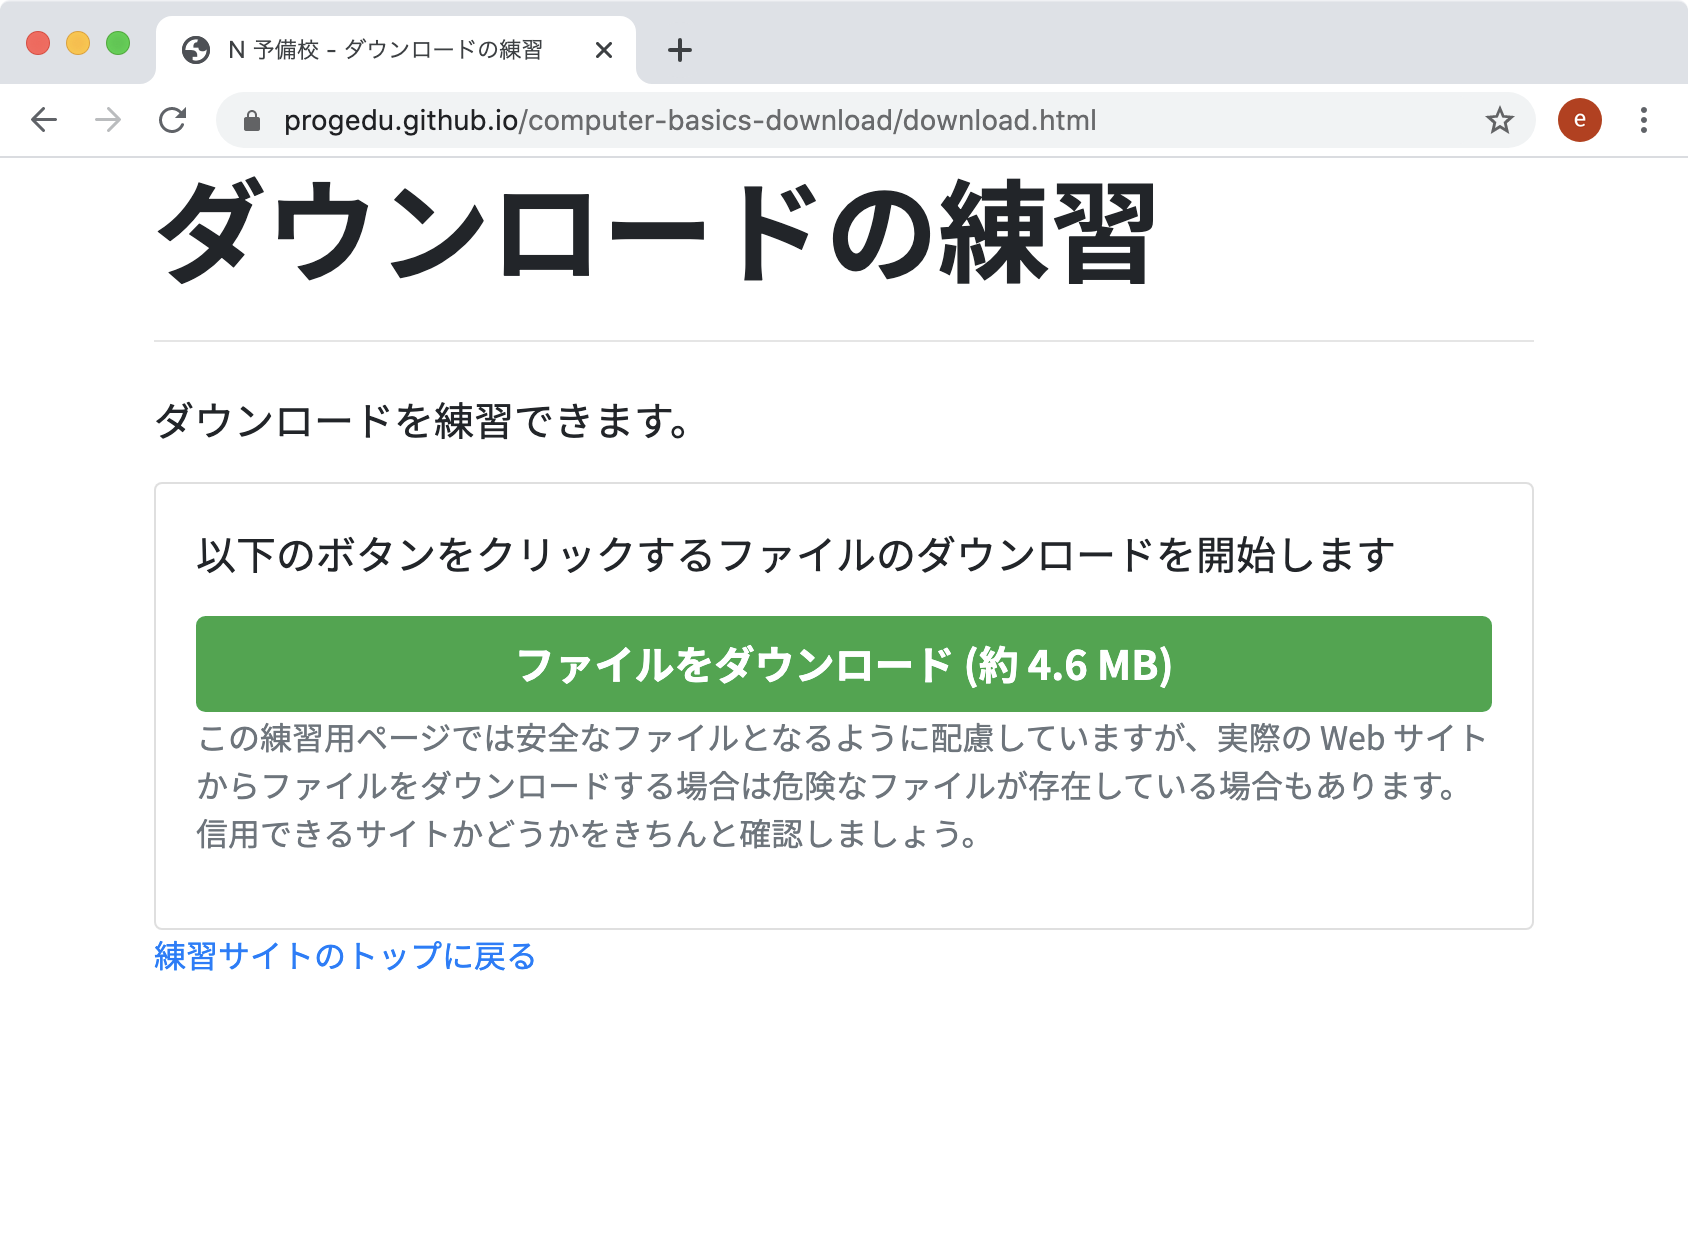 N 予備校 - ダウンロードの練習
progedu.github.io/computer-basics-download/download.html
e
ダウンロードの練習
ダウンロードを練習できます。
以下のボタンをクリックするファイルのダウンロードを開始します
ファイルをダウンロード (約 4.6 MB)
この練習用ページでは安全なファイルとなるように配慮していますが、実際の Web サイト
からファイルをダウンロードする場合は危険なファイルが存在している場合もあります。
信用できるサイトかどうかをきちんと確認しましょう。
練習サイトのトップに戻る